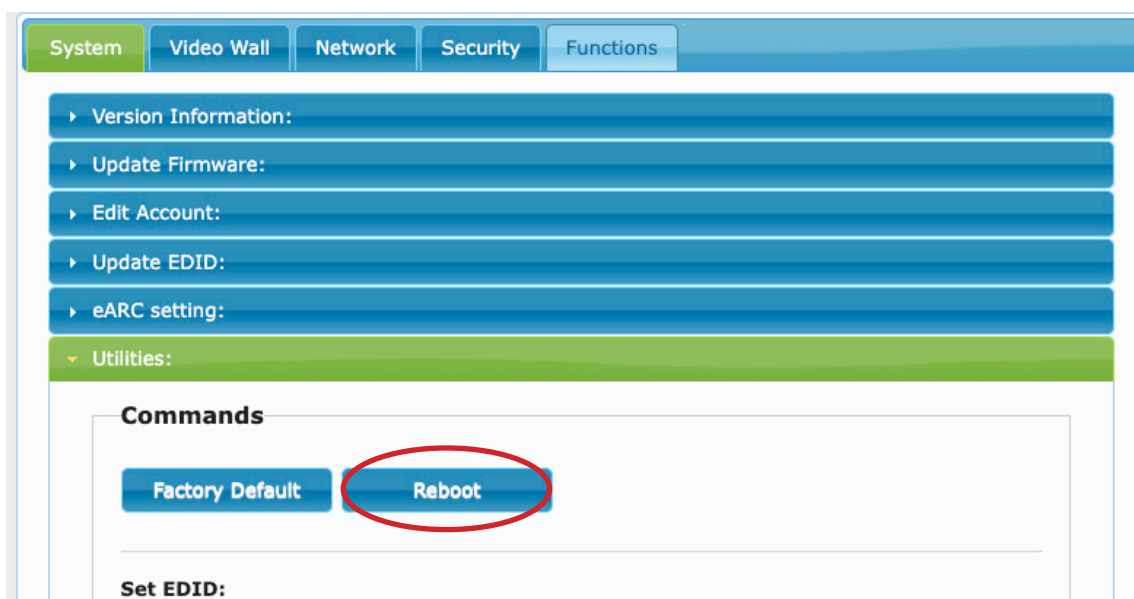 System Video Wall Network Security Functions
Version Information:
Update Firmware:
Edit Account:
Update EDID:
eARC setting:
Utilities:
Commands
Factory Default Reboot
Set EDID: